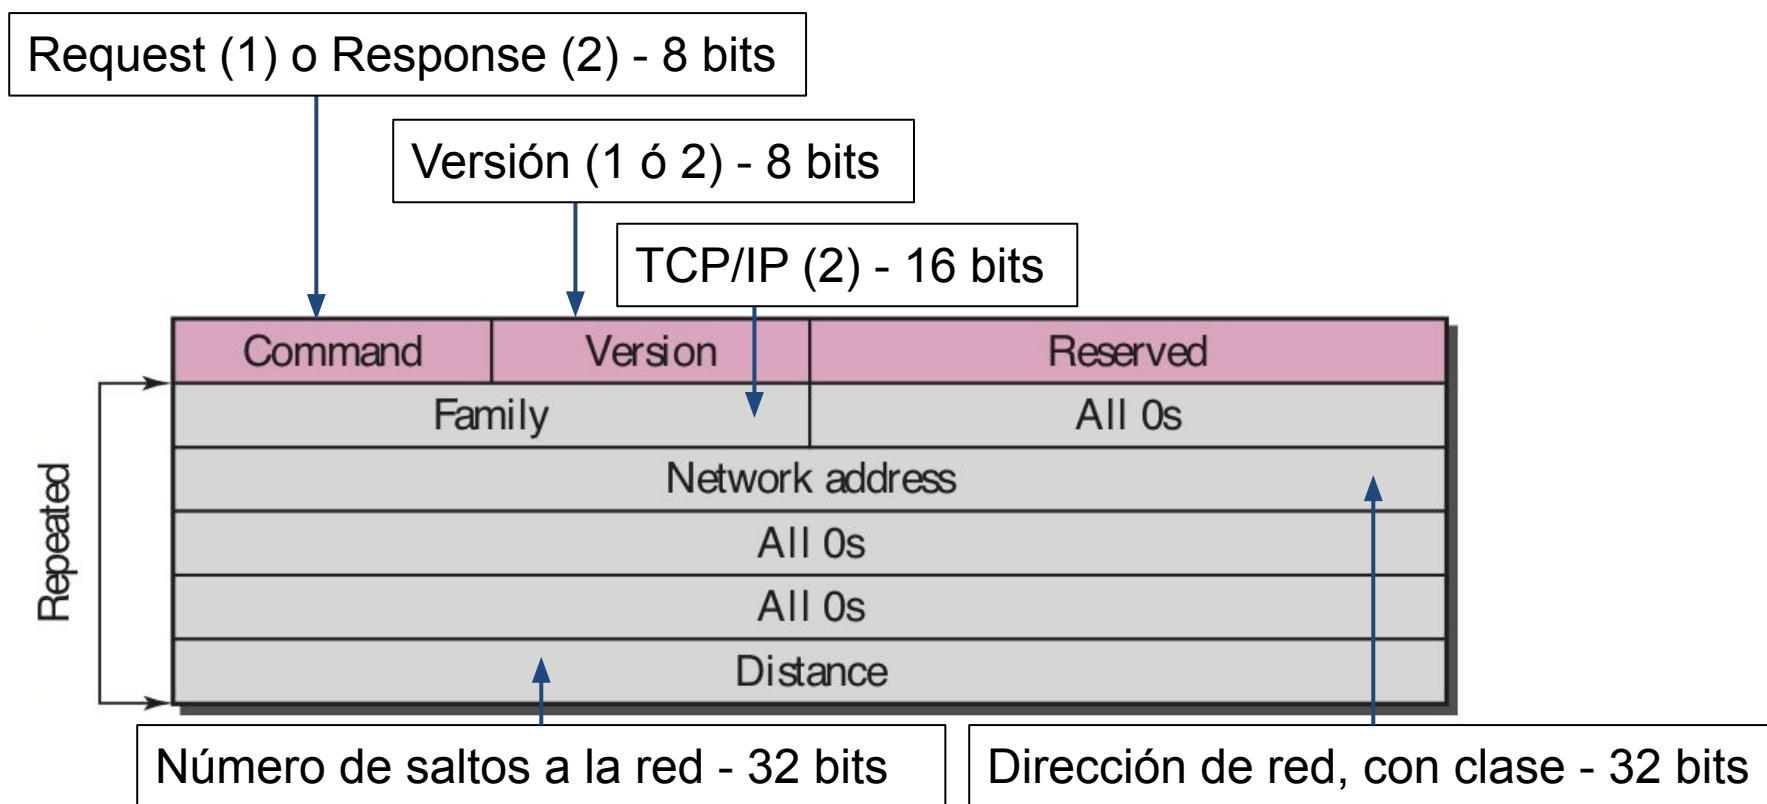 Request (1) o Response (2) - 8 bits
Versión (1 ó 2) - 8 bits
TCP/IP (2) - 16 bits
Command Version Reserved
Family All 0s
Network address
All 0s
All 0s
Distance
Repeated
Número de saltos a la red - 32 bits
Dirección de red, con clase - 32 bits